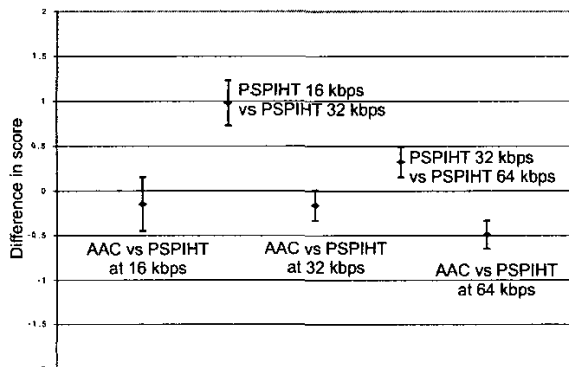 2
1.5
PSPIHT 16 kbps
vs PSPIHT 32 kbps
1
0.5
PSPIHT 32 kbps
vs PSPIHT 64 kbps
0
-0.5
AAC vs PSPIHT
at 16 kbps
AAC vs PSPIHT
at 32 kbps
AAC vs PSPIHT
at 64 kbps
-1
-1.5
Difference in score